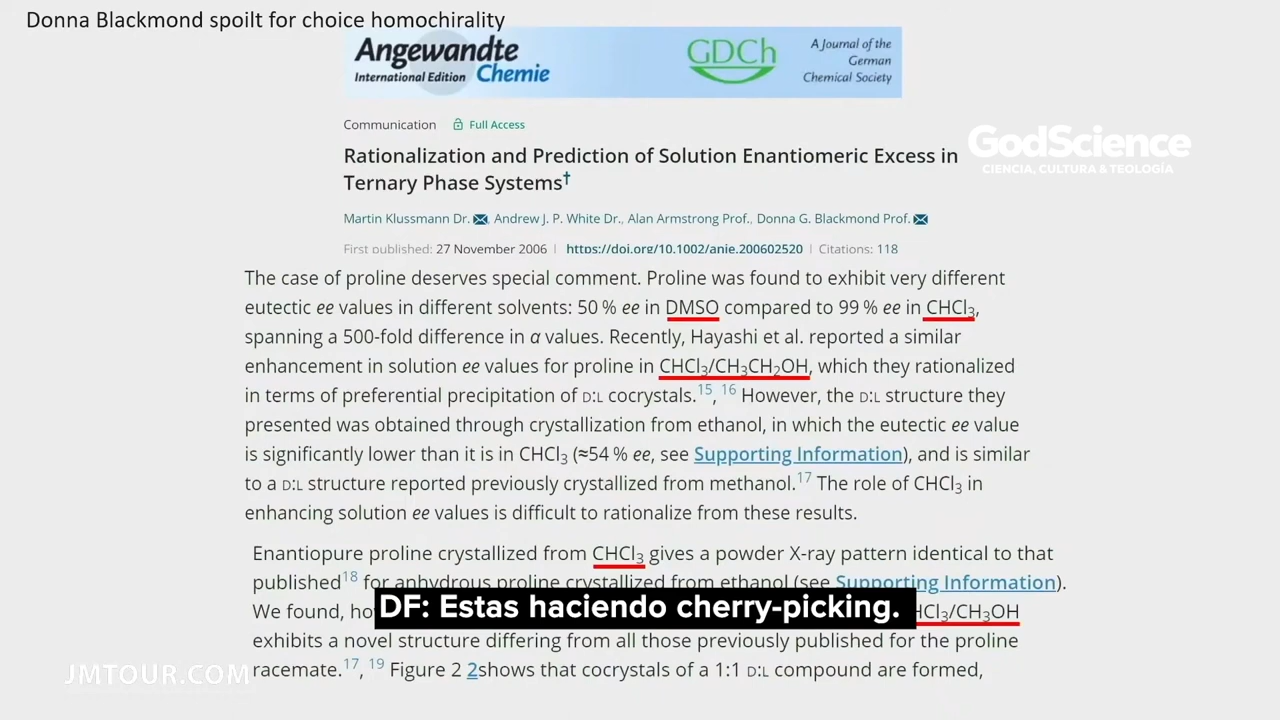 Donna Blackmond spoilt for choice homochirality
Angewandte
International Edition Chemie
GDCh
A Journal of the
German
Chemical Society
Communication Full Access
GodScience
CIENCIA, CULTURA & TEOLOGÍA
Rationalization and Prediction of Solution Enantiomeric Excess in
Ternary Phase Systems†
Martin Klussmann Dr. , Andrew J. P. White Dr., Alan Armstrong Prof., Donna G. Blackmond Prof.
First published: 27 November 2006 | https://doi.org/10.1002/anie.200602520 | Citations: 118
The case of proline deserves special comment. Proline was found to exhibit very different
eutectic ee values in different solvents: 50 % ee in DMSO compared to 99 % ee in CHCl₃,
spanning a 500-fold difference in α values. Recently, Hayashi et al. reported a similar
enhancement in solution ee values for proline in CHCl₃/CH₃CH₂OH, which they rationalized
in terms of preferential precipitation of D:L cocrystals.¹⁵, ¹⁶ However, the D:L structure they
presented was obtained through crystallization from ethanol, in which the eutectic ee value
is significantly lower than it is in CHCl₃ (≈54 % ee, see Supporting Information), and is similar
to a D:L structure reported previously crystallized from methanol.¹⁷ The role of CHCl₃ in
enhancing solution ee values is difficult to rationalize from these results.
Enantiopure proline crystallized from CHCl₃ gives a powder X-ray pattern identical to that
published¹⁸ for anhydrous proline crystallized from ethanol (see Supporting Information).
We found, HCl₃/CH₃OH
DF: Estas haciendo cherry-picking.
exhibits a novel structure differing from all those previously published for the proline
racemate.¹⁷, ¹⁹ Figure 2 2shows that cocrystals of a 1:1 D:L compound are formed,
JMTOUR.COM